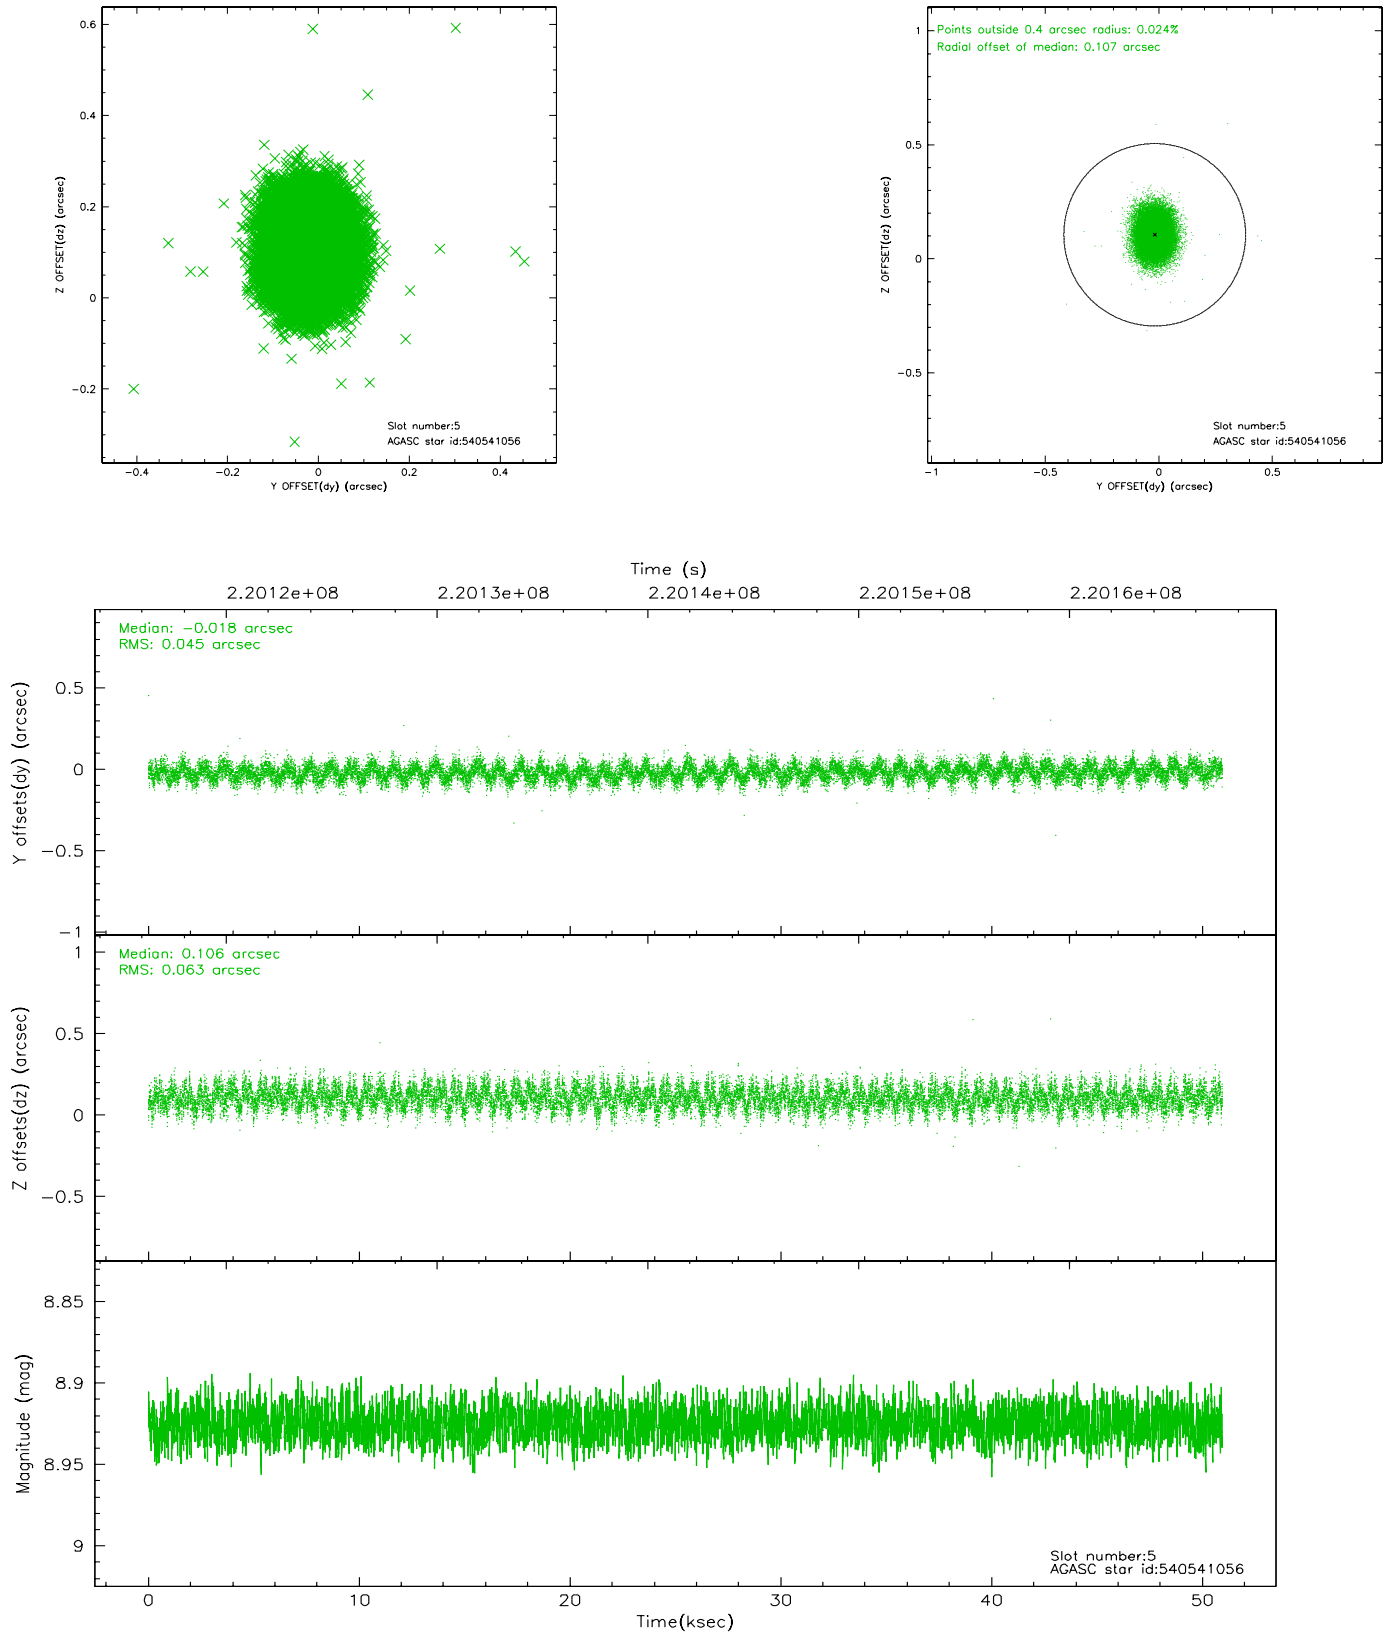 0.6
0.4
0.2
0
−0.2
Z OFFSET(dz) (arcsec)
Slot number:5
AGASC star id:540541056
−0.4
−0.2
0
0.2
0.4
Y OFFSET(dy) (arcsec)
Points outside 0.4 arcsec radius: 0.024%
Radial offset of median: 0.107 arcsec
1
0.5
0
−0.5
Z OFFSET(dz) (arcsec)
Slot number:5
AGASC star id:540541056
−1
−0.5
0
0.5
Y OFFSET(dy) (arcsec)
Time (s)
2.2012e+08
2.2013e+08
2.2014e+08
2.2015e+08
2.2016e+08
Median: −0.018 arcsec
RMS: 0.045 arcsec
0.5
0
−0.5
−1
Y offsets(dy) (arcsec)
Median: 0.106 arcsec
RMS: 0.063 arcsec
1
0.5
0
−0.5
Z offsets(dz) (arcsec)
8.85
8.9
8.95
9
Magnitude (mag)
Slot number:5
AGASC star id:540541056
0
10
20
30
40
50
Time(ksec)